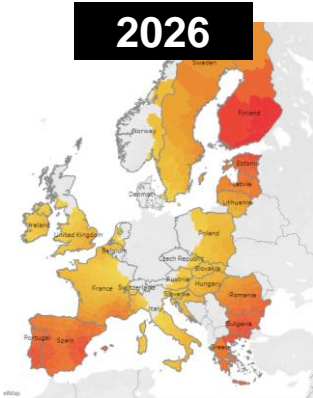 2026
Sweden
Finland
Norway
Estonia
Latvia
Denmark
Lithuania
Ireland
United Kingdom
Poland
Belgium
Czech Republic
Slovakia
Austria
Hungary
France
Switzerland
Slovenia
Romania
Italy
Bulgaria
Portugal
Spain
Greece